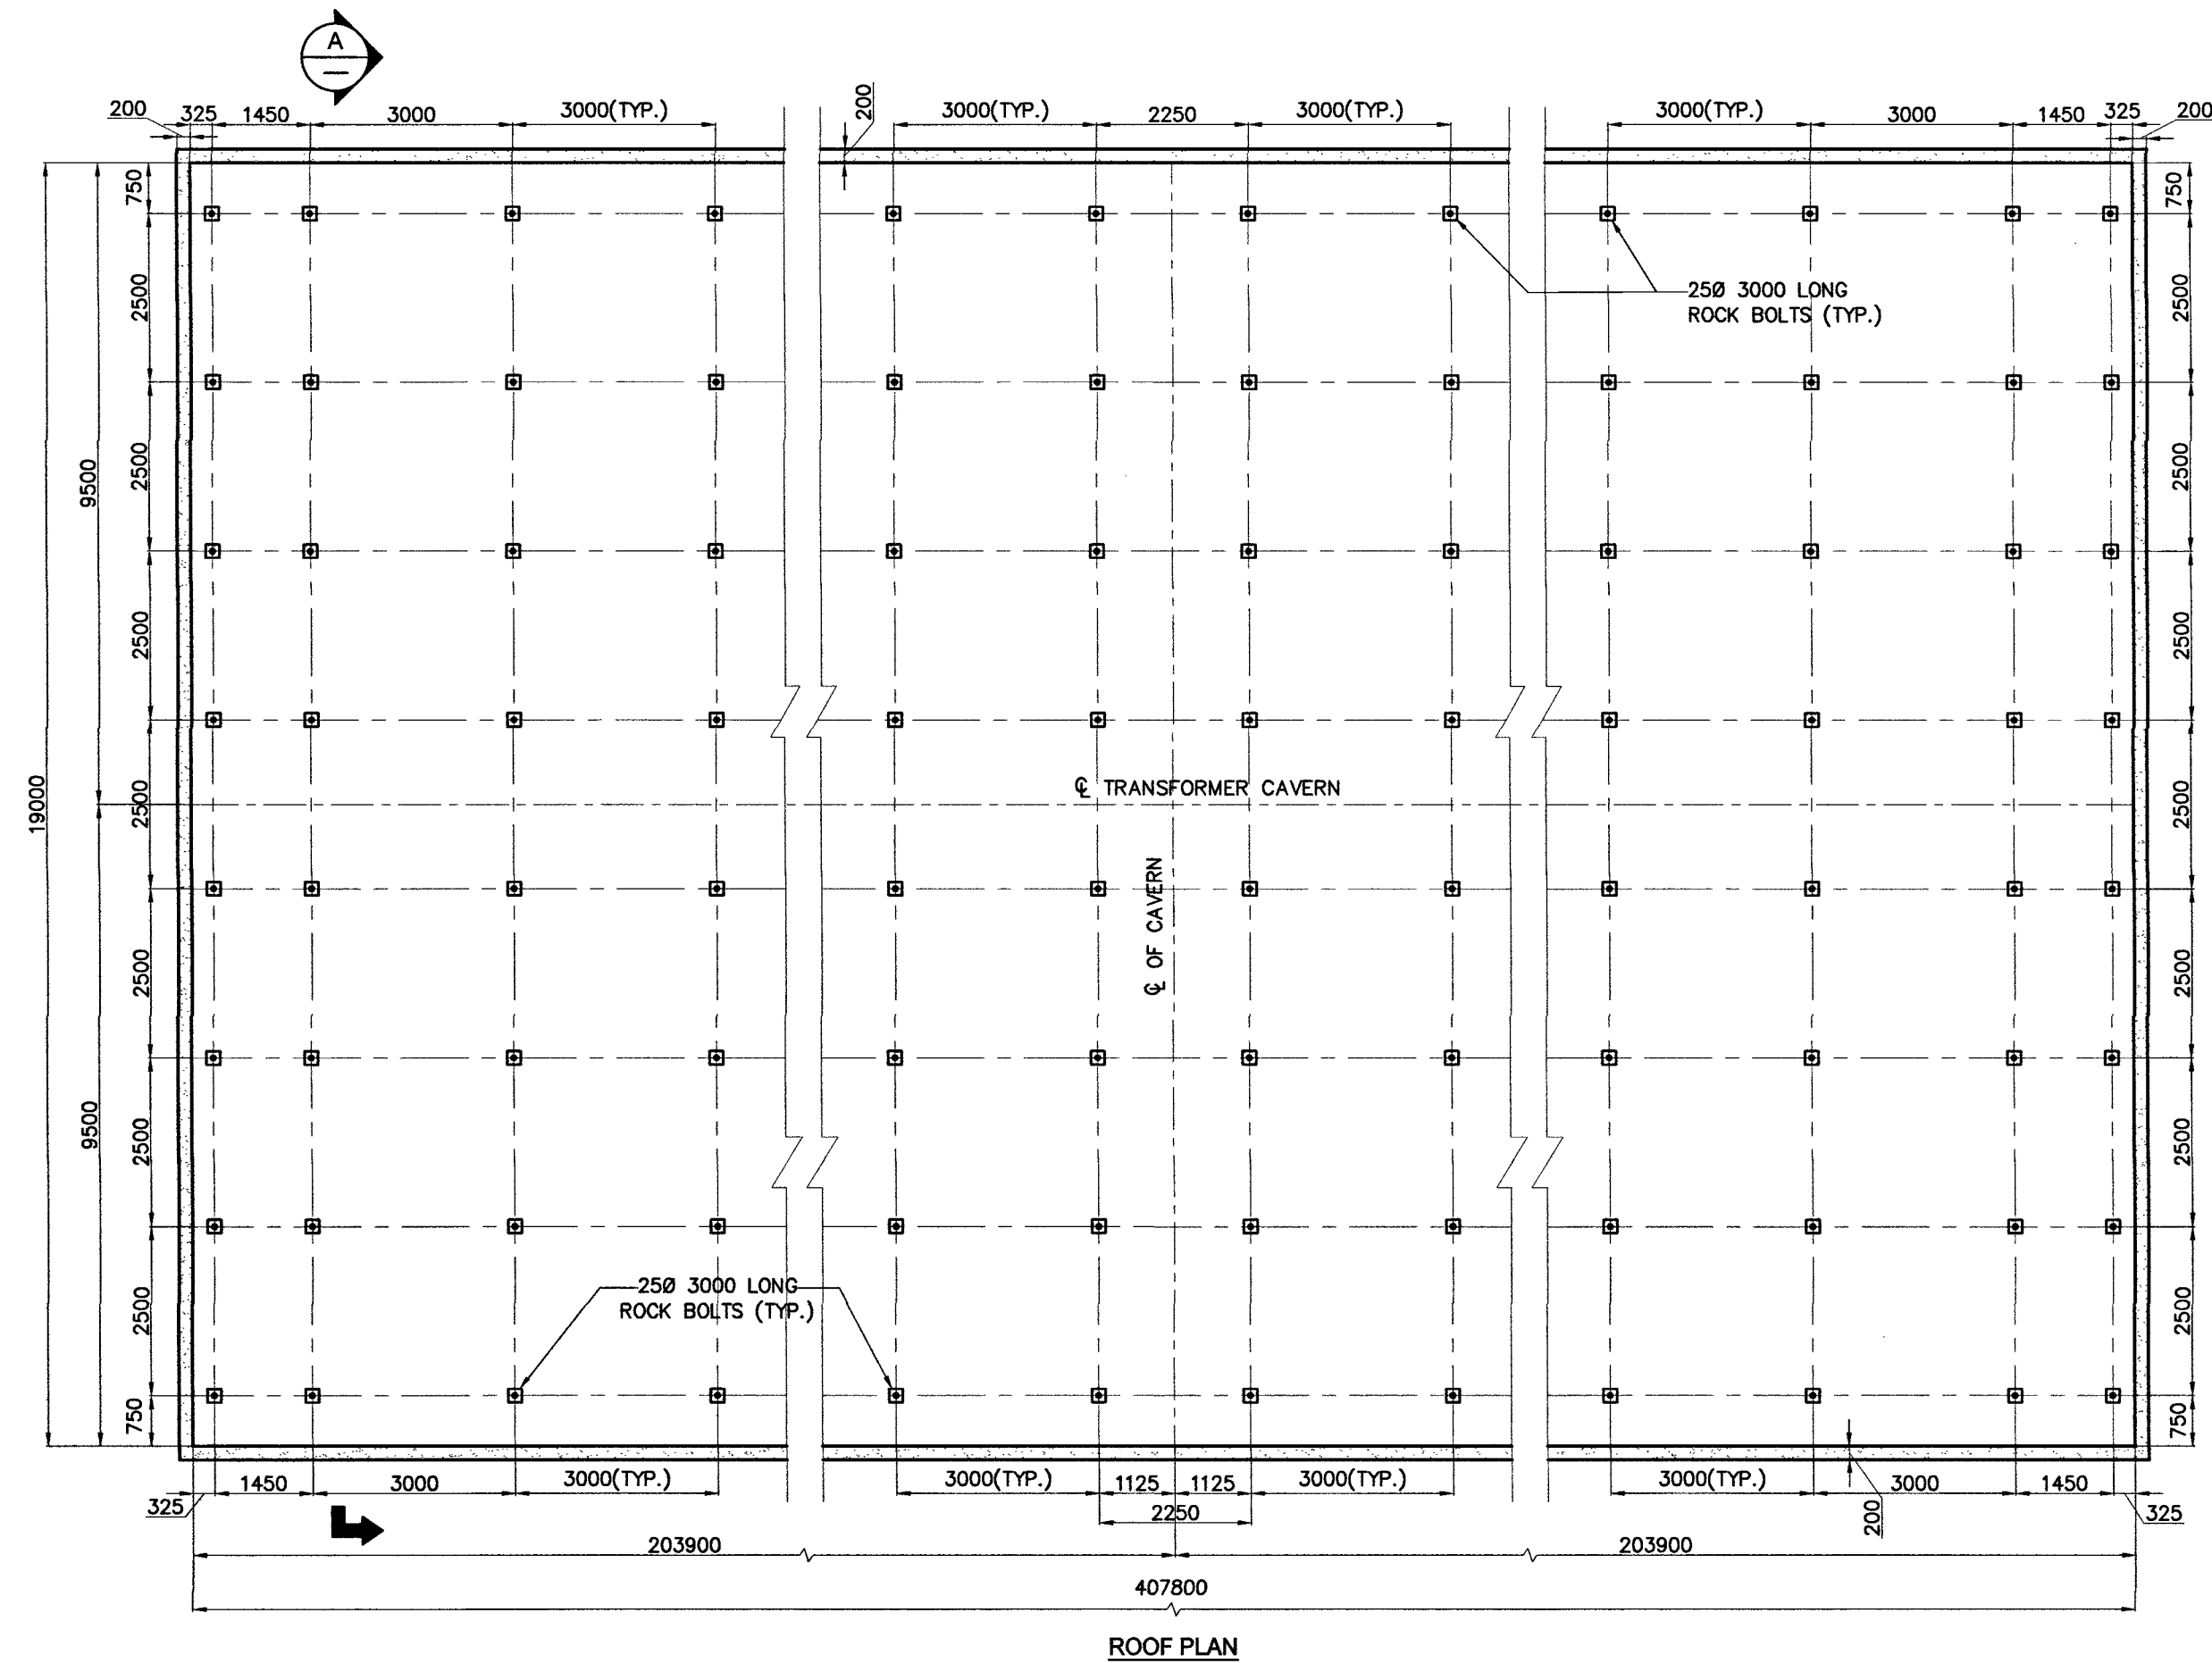 A
200 325 1450 3000 3000(TYP.) 200 3000(TYP.) 2250 3000(TYP.) 3000(TYP.) 3000 1450 325 200
750 750
25Ø 3000 LONG
ROCK BOLTS (TYP.)
2500 2500
2500 2500
9500
2500 2500
19000
2500 2500
℄ TRANSFORMER CAVERN
℄ OF CAVERN
2500 2500
9500
2500 2500
2500 2500
25Ø 3000 LONG
ROCK BOLTS (TYP.)
750 750
325 1450 3000 3000(TYP.) 3000(TYP.) 1125 1125 3000(TYP.) 3000(TYP.) 200 3000 1450 325
2250
203900 203900
407800
ROOF PLAN